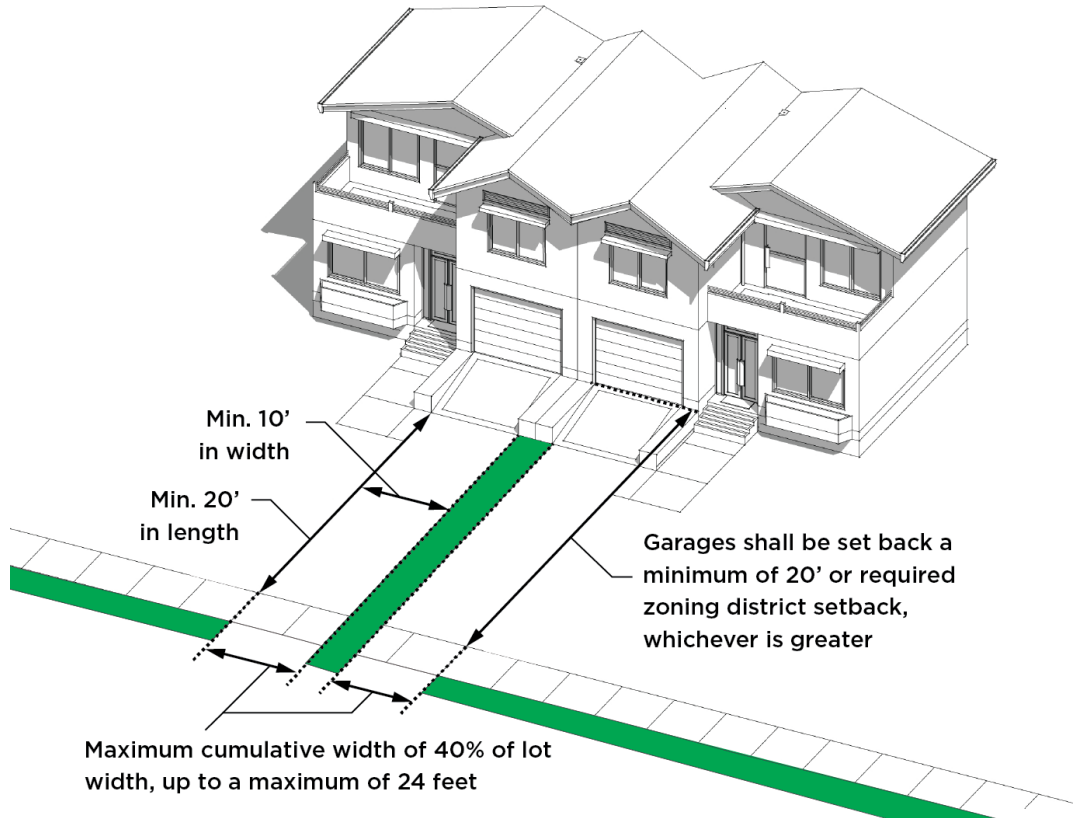 Min. 10’
in width
Min. 20’
in length
Garages shall be set back a
minimum of 20’ or required
zoning district setback,
whichever is greater
Maximum cumulative width of 40% of lot
width, up to a maximum of 24 feet